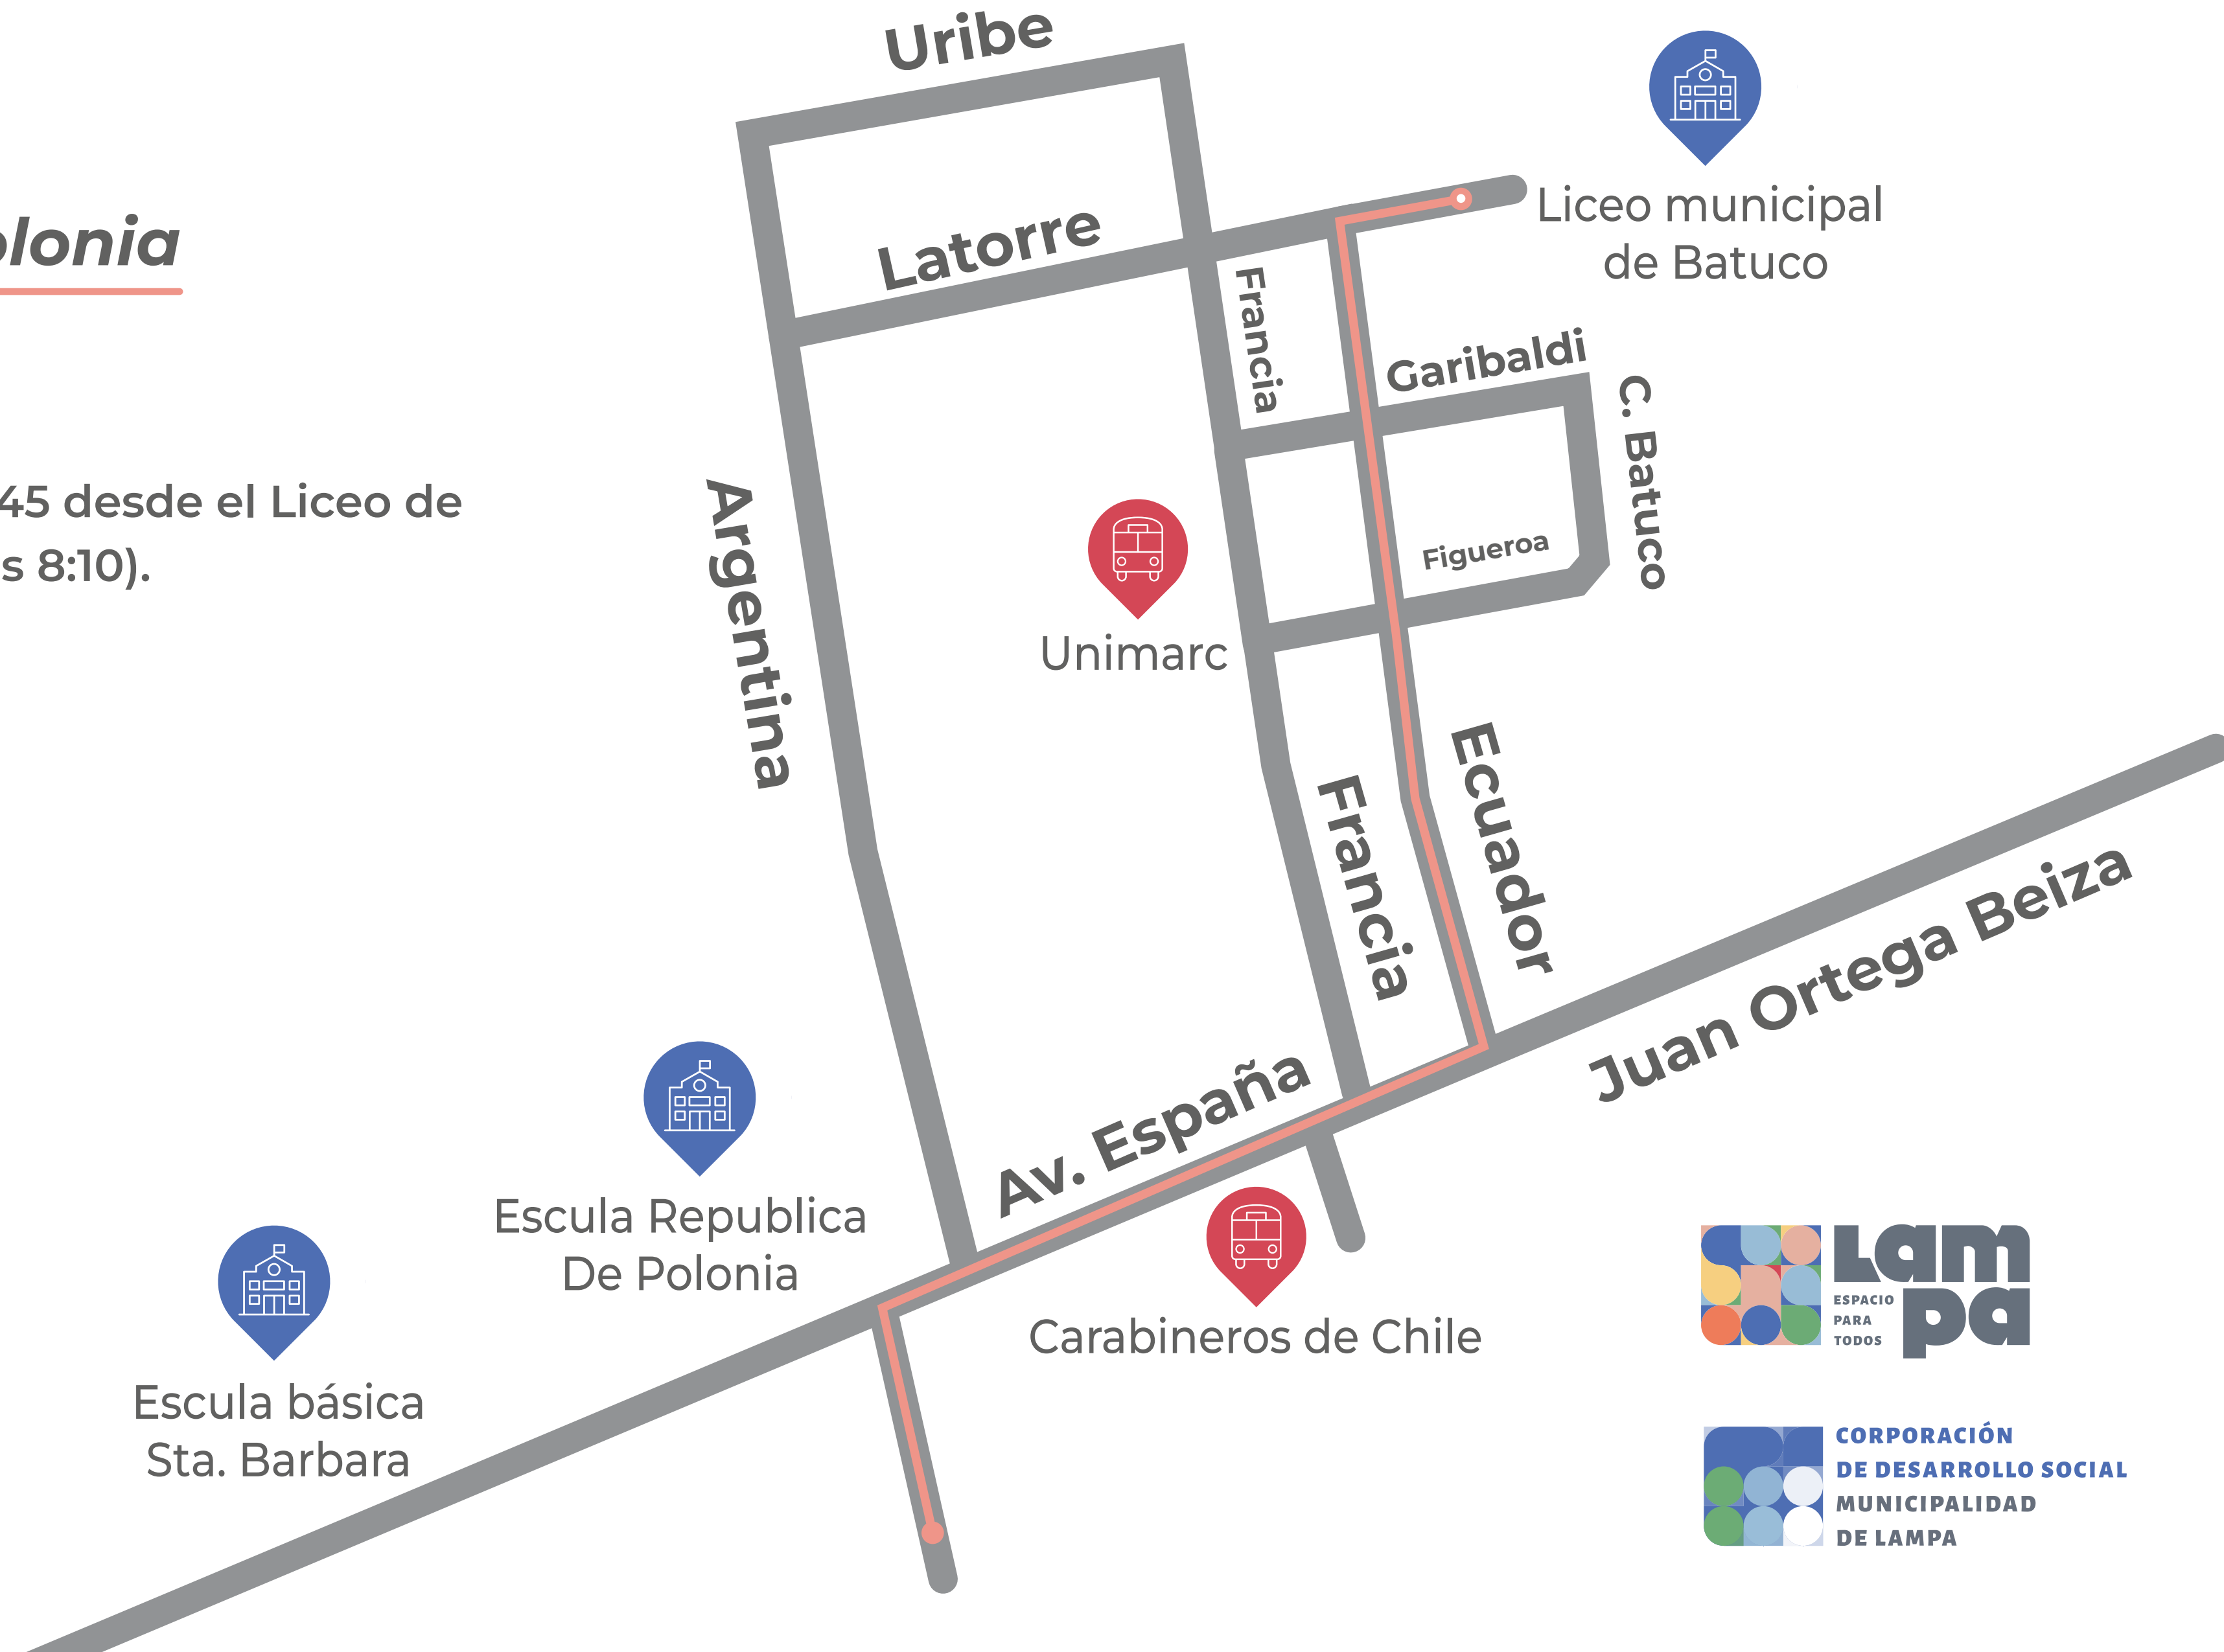 Uribe
Liceo municipal
de Batuco
Latorre
Francia
Garibaldi
C. Batuco
45 desde el Liceo de
s 8:10).
Argentina
Figueroa
Unimarc
Ecuador
Francia
Juan Ortega Beiza
Av. España
Escula Republica
De Polonia
Carabineros de Chile
Escula básica
Sta. Barbara
Lam
pa
ESPACIO
PARA
TODOS
CORPORACIÓN
DE DESARROLLO SOCIAL
MUNICIPALIDAD
DE LAMPA